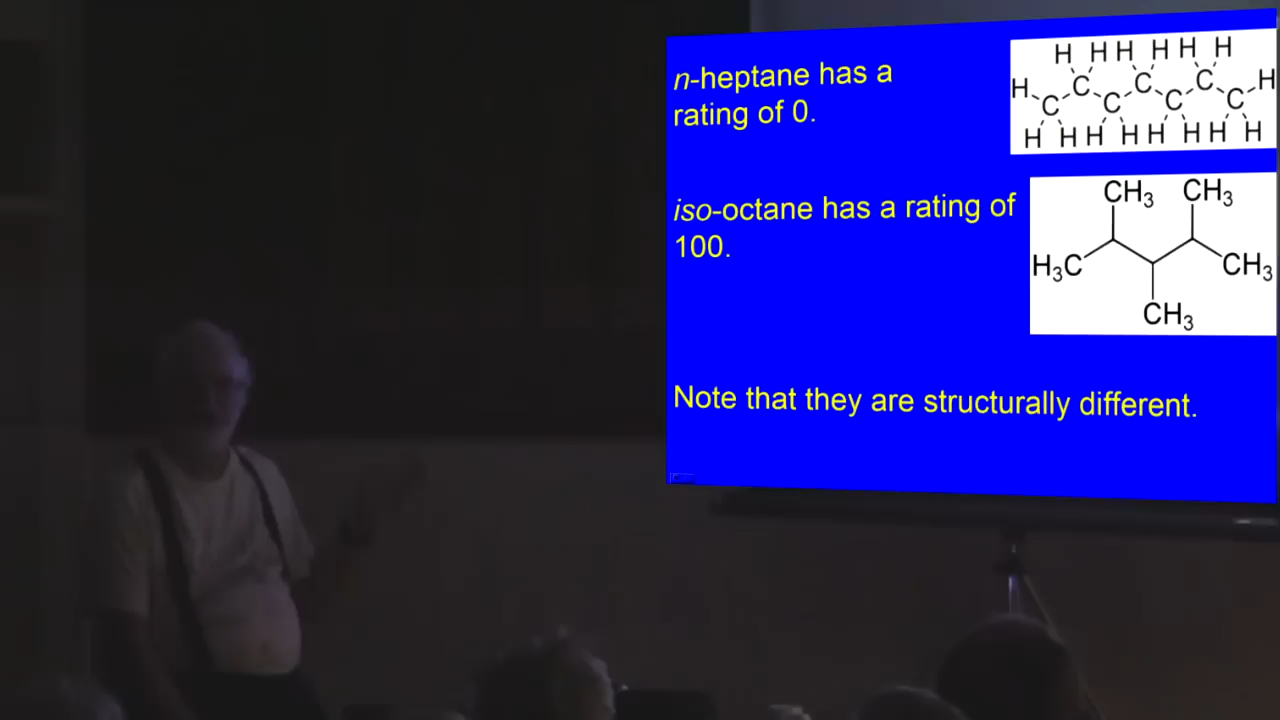 n-heptane has a
rating of 0.
H H H H H H
H C C C C C C C H
H H H H H H H H
iso-octane has a rating of
100.
CH₃ CH₃
H₃C CH₃
CH₃
Note that they are structurally different.